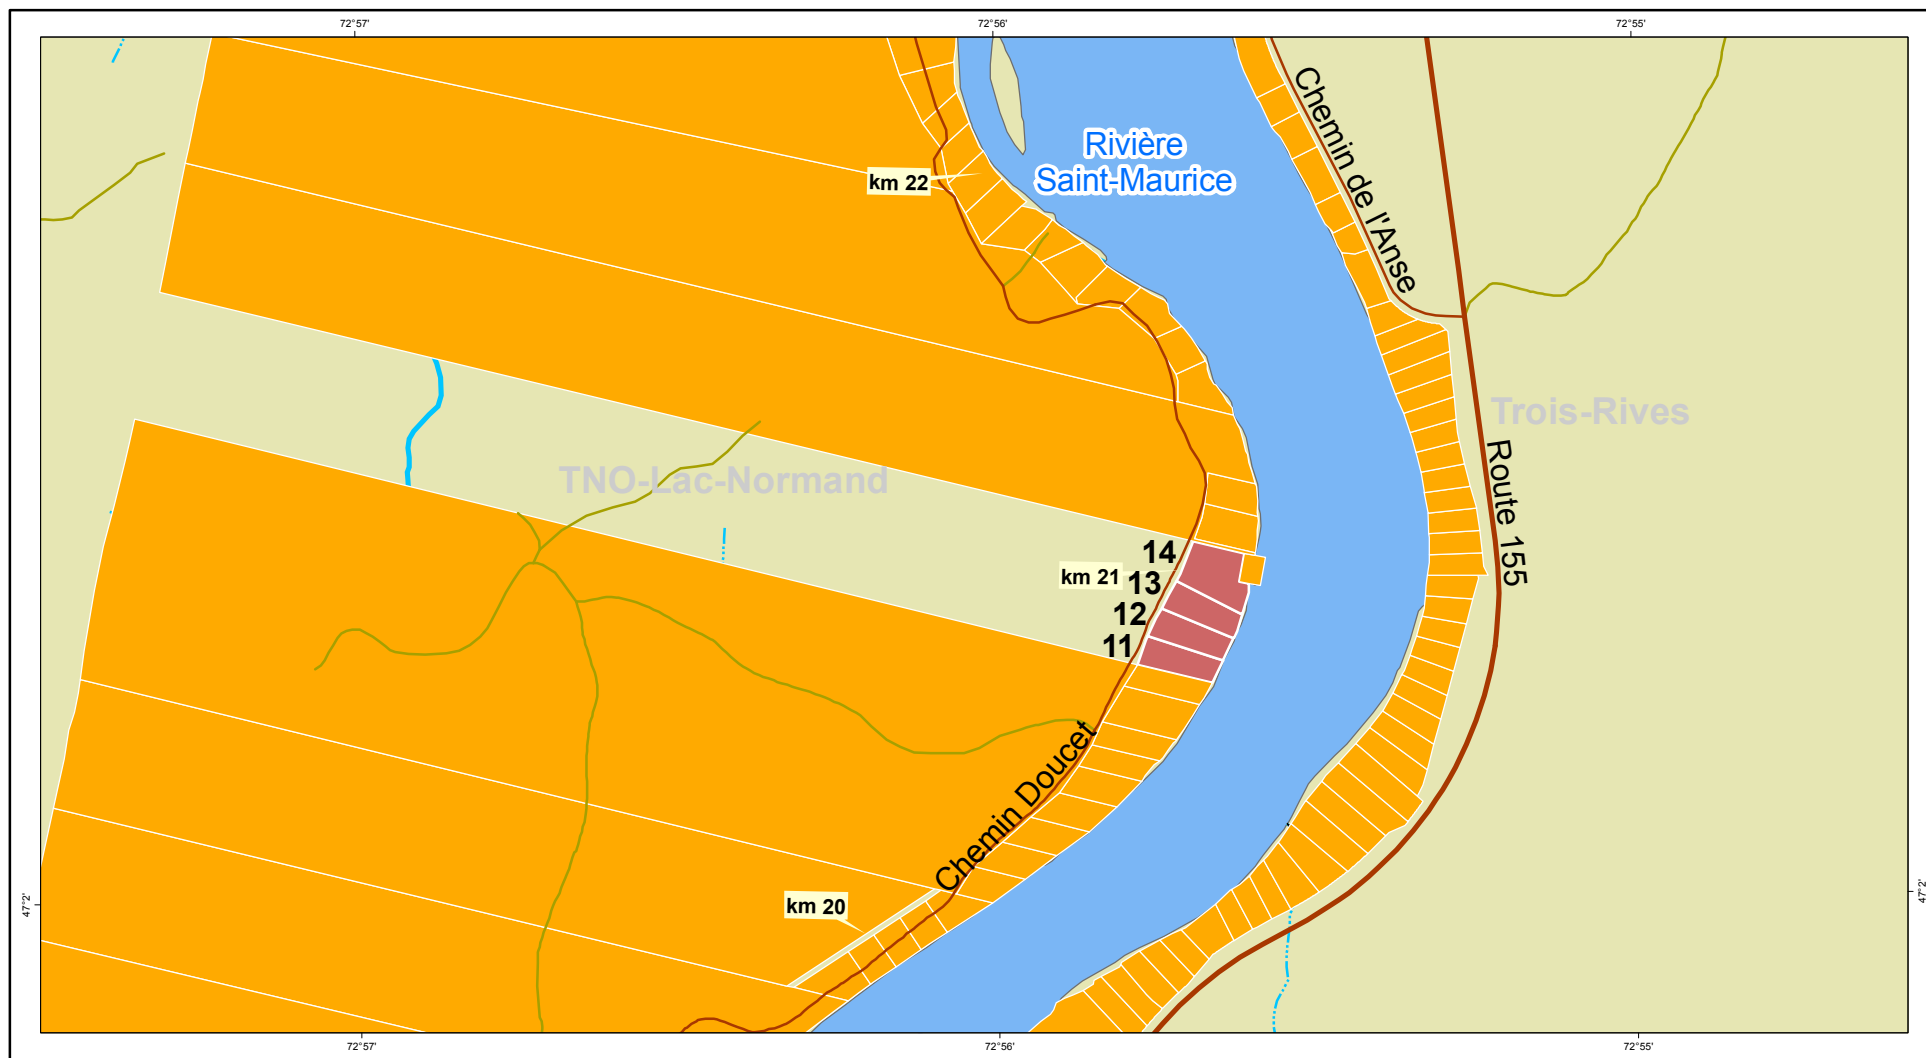 72°57'
72°56'
72°55'
Chemin de l'Anse
Rivière
Saint-Maurice
km 22
Trois-Rives
TNO-Lac-Normand
Route 155
14
km 21
13
12
11
Chemin Doucet
km 20
47°2'
47°2'
72°57'
72°56'
72°55'